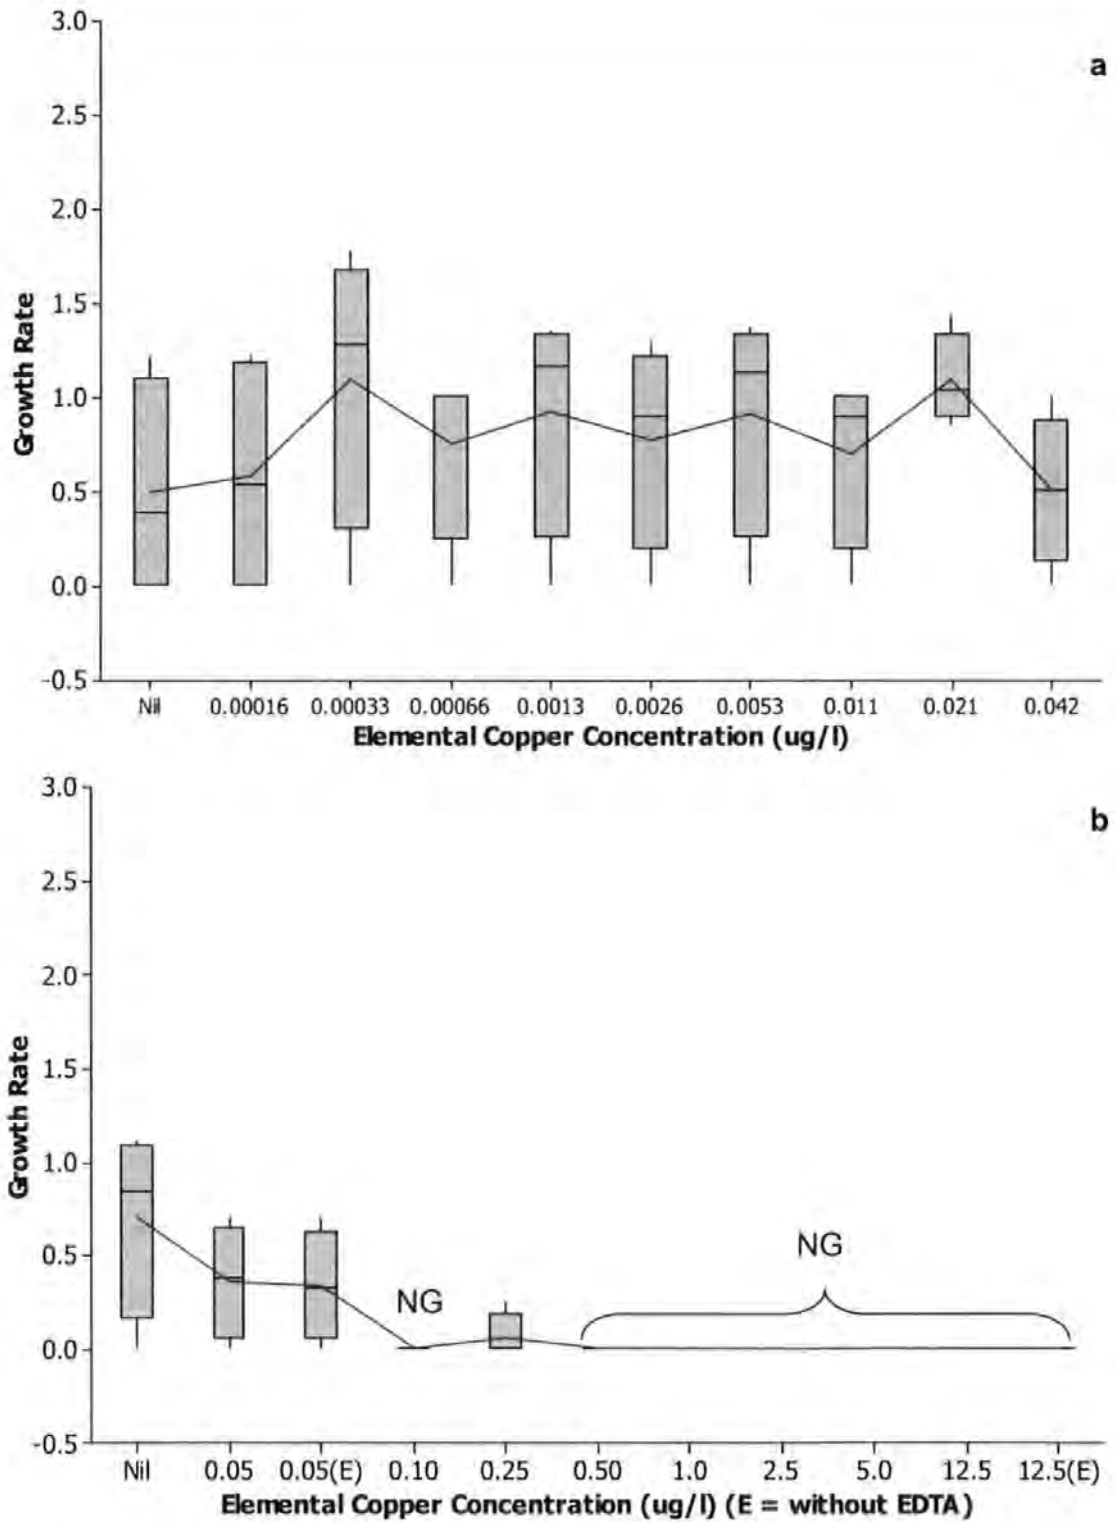 a
3.0
2.5
2.0
1.5
1.0
0.5
0.0
-0.5
Growth Rate
Nil 0.00016 0.00033 0.00066 0.0013 0.0026 0.0053 0.011 0.021 0.042
Elemental Copper Concentration (ug/l)
b
3.0
2.5
2.0
1.5
1.0
0.5
0.0
-0.5
Growth Rate
NG
NG
Nil 0.05 0.05(E) 0.10 0.25 0.50 1.0 2.5 5.0 12.5 12.5(E)
Elemental Copper Concentration (ug/l) (E = without EDTA)